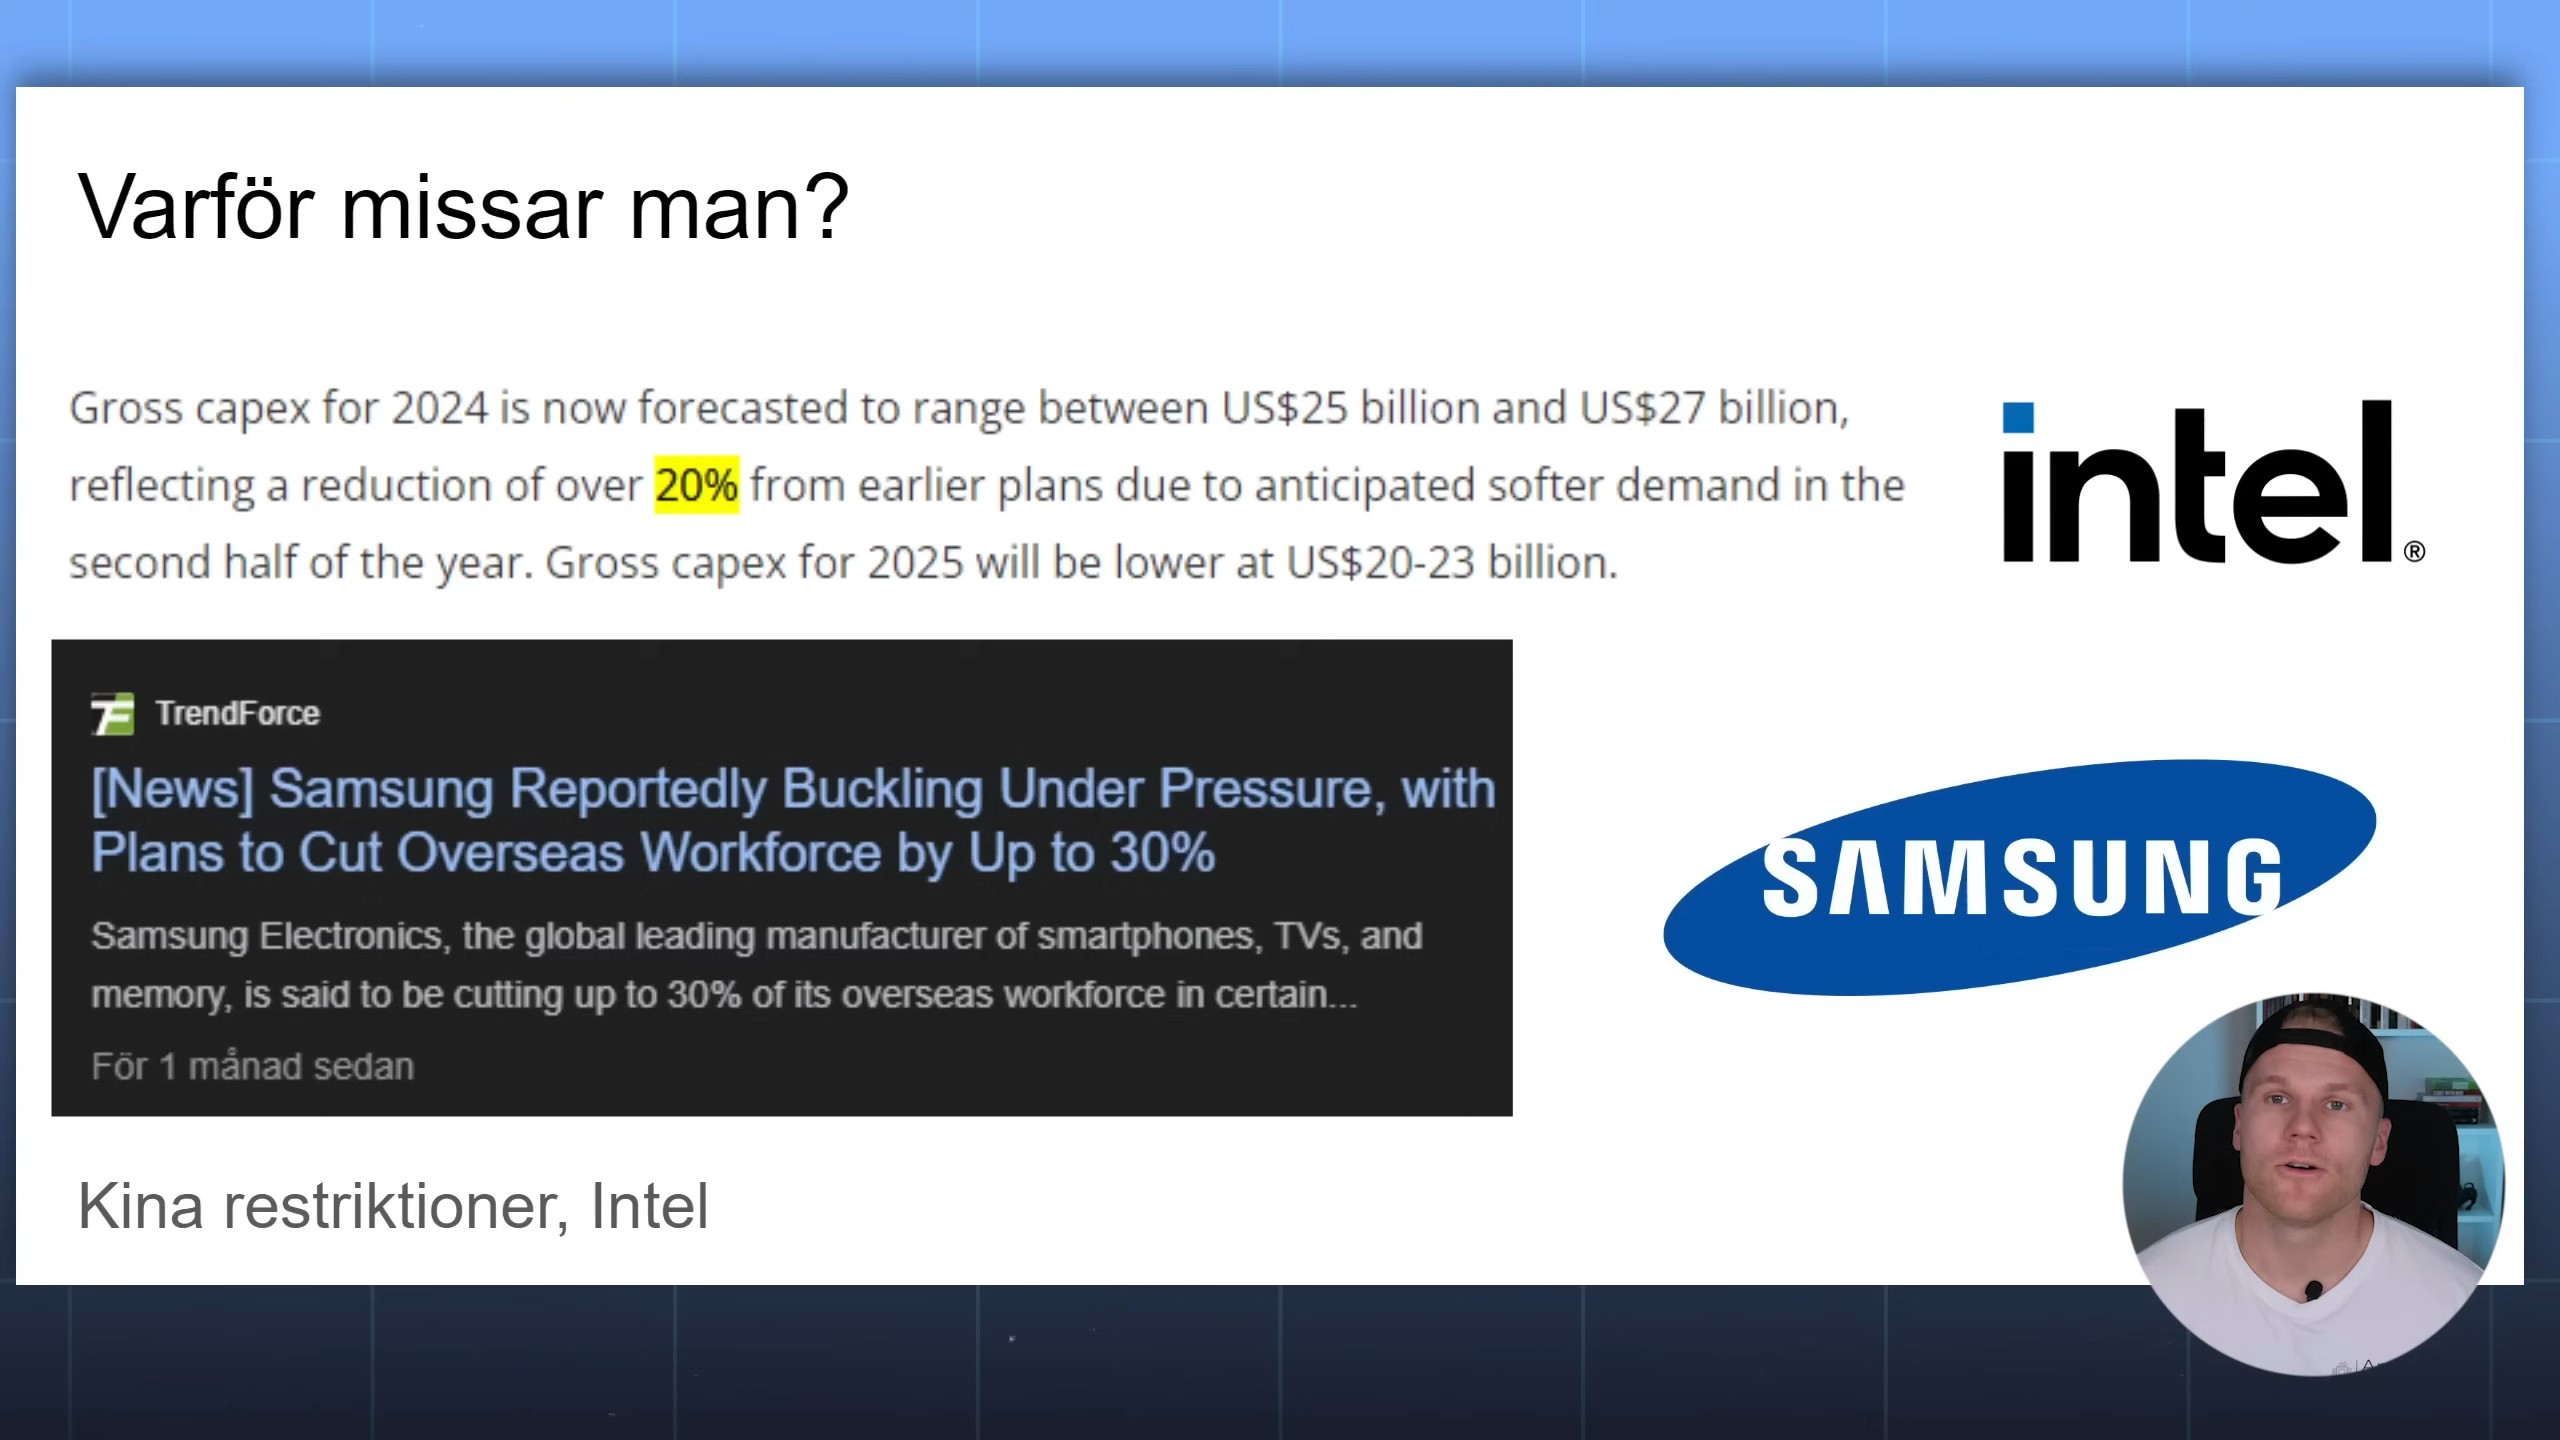 Varför missar man?
Gross capex for 2024 is now forecasted to range between US$25 billion and US$27 billion,
reflecting a reduction of over 20% from earlier plans due to anticipated softer demand in the
second half of the year. Gross capex for 2025 will be lower at US$20-23 billion.
intel®
TrendForce
[News] Samsung Reportedly Buckling Under Pressure, with
Plans to Cut Overseas Workforce by Up to 30%
Samsung Electronics, the global leading manufacturer of smartphones, TVs, and
memory, is said to be cutting up to 30% of its overseas workforce in certain...
För 1 månad sedan
SAMSUNG
Kina restriktioner, Intel